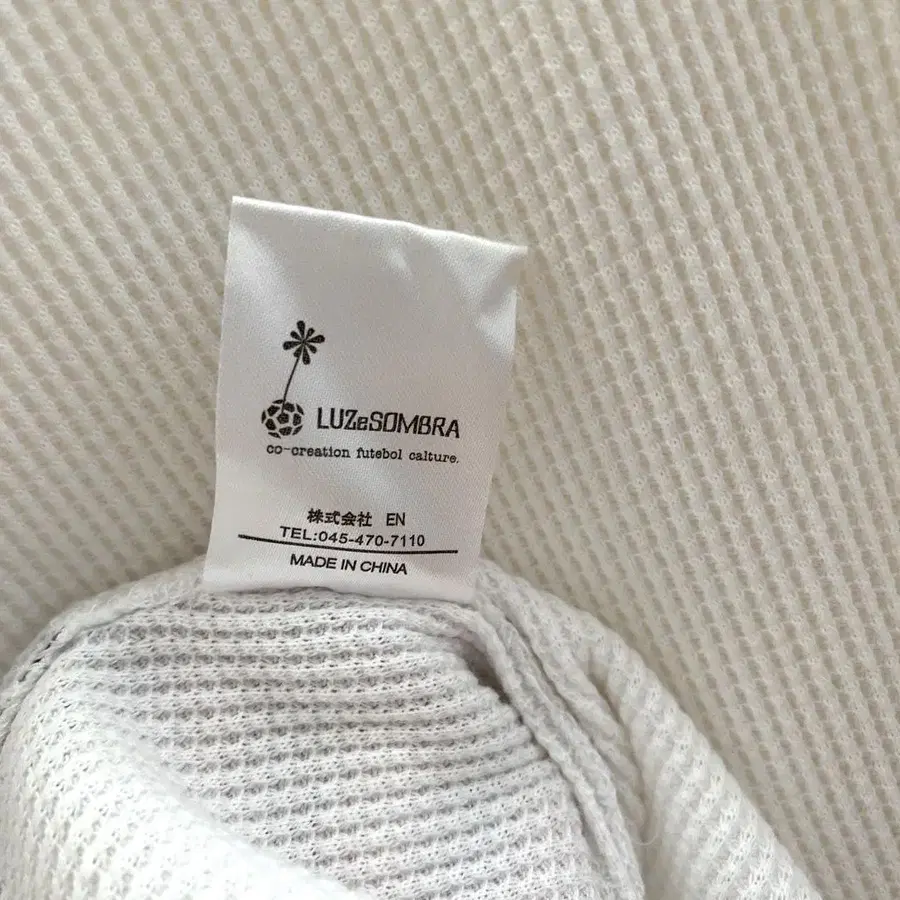 LUZeSOMBRA
co-creation futebol calture.
株式会社 EN
TEL:045-470-7110
MADE IN CHINA